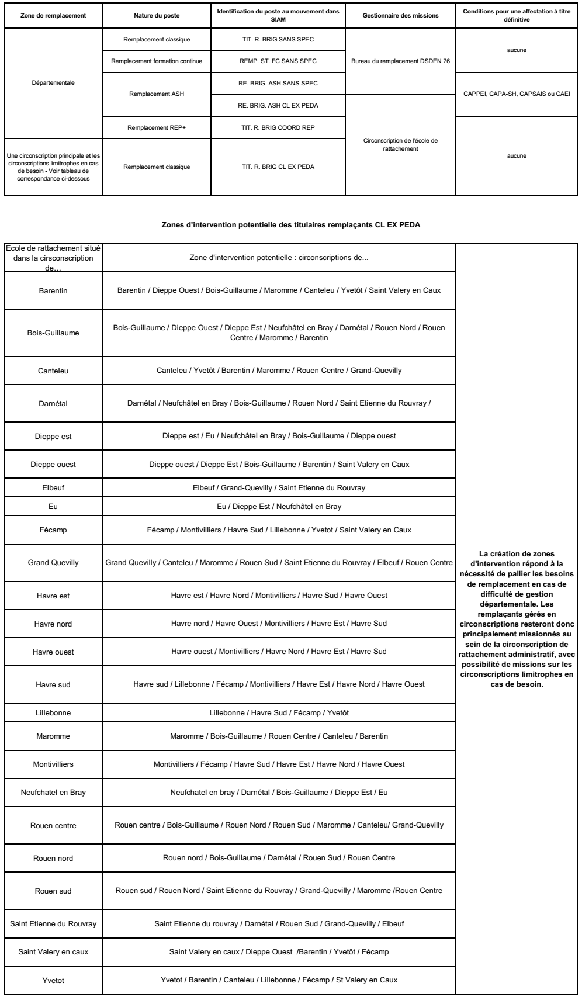 Zone de remplacement
Nature du poste
Identification du poste au mouvement dans
SIAM
Gestionnaire des missions
Conditions pour une affectation à titre
définitive
Départementale
Remplacement classique
TIT. R. BRIG SANS SPEC
Bureau du remplacement DSDEN 76
aucune
Remplacement formation continue
REMP. ST. FC SANS SPEC
Remplacement ASH
RE. BRIG. ASH SANS SPEC
CAPPEI, CAPA-SH, CAPSAIS ou CAEI
RE. BRIG. ASH CL EX PEDA
Circonscription de l'école de
rattachement
Remplacement REP+
TIT. R. BRIG COORD REP
aucune
Une circonscription principale et les
circonscriptions limitrophes en cas
de besoin - Voir tableau de
correspondance ci-dessous
Remplacement classique
TIT. R. BRIG CL EX PEDA
Zones d'intervention potentielle des titulaires remplaçants CL EX PEDA
Ecole de rattachement situé
dans la cirsconscription
de…
Zone d'intervention potentielle : circonscriptions de...
Barentin
Barentin / Dieppe Ouest / Bois-Guillaume / Maromme / Canteleu / Yvetôt / Saint Valery en Caux
Bois-Guillaume
Bois-Guillaume / Dieppe Ouest / Dieppe Est / Neufchâtel en Bray / Darnétal / Rouen Nord / Rouen
Centre / Maromme / Barentin
Canteleu
Canteleu / Yvetôt / Barentin / Maromme / Rouen Centre / Grand-Quevilly
Darnétal
Darnétal / Neufchâtel en Bray / Bois-Guillaume / Rouen Nord / Saint Etienne du Rouvray /
Dieppe est
Dieppe est / Eu / Neufchâtel en Bray / Bois-Guillaume / Dieppe ouest
Dieppe ouest
Dieppe ouest / Dieppe Est / Bois-Guillaume / Barentin / Saint Valery en Caux
Elbeuf
Elbeuf / Grand-Quevilly / Saint Etienne du Rouvray
Eu
Eu / Dieppe Est / Neufchâtel en Bray
Fécamp
Fécamp / Montivilliers / Havre Sud / Lillebonne / Yvetot / Saint Valery en Caux
Grand Quevilly
Grand Quevilly / Canteleu / Maromme / Rouen Sud / Saint Etienne du Rouvray / Elbeuf / Rouen Centre
Havre est
Havre est / Havre Nord / Montivilliers / Havre Sud / Havre Ouest
Havre nord
Havre nord / Havre Ouest / Montivilliers / Havre Est / Havre Sud
Havre ouest
Havre ouest / Montivilliers / Havre Nord / Havre Est / Havre Sud
Havre sud
Havre sud / Lillebonne / Fécamp / Montivilliers / Havre Est / Havre Nord / Havre Ouest
Lillebonne
Lillebonne / Havre Sud / Fécamp / Yvetôt
Maromme
Maromme / Bois-Guillaume / Rouen Centre / Canteleu / Barentin
Montivilliers
Montivilliers / Fécamp / Havre Sud / Havre Est / Havre Nord / Havre Ouest
Neufchatel en Bray
Neufchatel en bray / Darnétal / Bois-Guillaume / Dieppe Est / Eu
Rouen centre
Rouen centre / Bois-Guillaume / Rouen Nord / Rouen Sud / Maromme / Canteleu/ Grand-Quevilly
Rouen nord
Rouen nord / Bois-Guillaume / Darnétal / Rouen Sud / Rouen Centre
Rouen sud
Rouen sud / Rouen Nord / Saint Etienne du Rouvray / Grand-Quevilly / Maromme /Rouen Centre
Saint Etienne du Rouvray
Saint Etienne du rouvray / Darnétal / Rouen Sud / Grand-Quevilly / Elbeuf
Saint Valery en caux
Saint Valery en caux / Dieppe Ouest /Barentin / Yvetôt / Fécamp
Yvetot
Yvetot / Barentin / Canteleu / Lillebonne / Fécamp / St Valery en Caux
La création de zones
d'intervention répond à la
nécessité de pallier les besoins
de remplacement en cas de
difficulté de gestion
départementale. Les
remplaçants gérés en
circonscriptions resteront donc
principalement missionnés au
sein de la circonscription de
rattachement administratif, avec
possibilité de missions sur les
circonscriptions limitrophes en
cas de besoin.